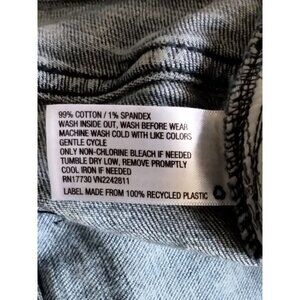 99% COTTON / 1% SPANDEX
WASH INSIDE OUT, WASH BEFORE WEAR
MACHINE WASH COLD WITH LIKE COLORS
GENTLE CYCLE
ONLY NON-CHLORINE BLEACH IF NEEDED
TUMBLE DRY LOW, REMOVE PROMPTLY
COOL IRON IF NEEDED
RN17730 VN2242811
LABEL MADE FROM 100% RECYCLED PLASTIC